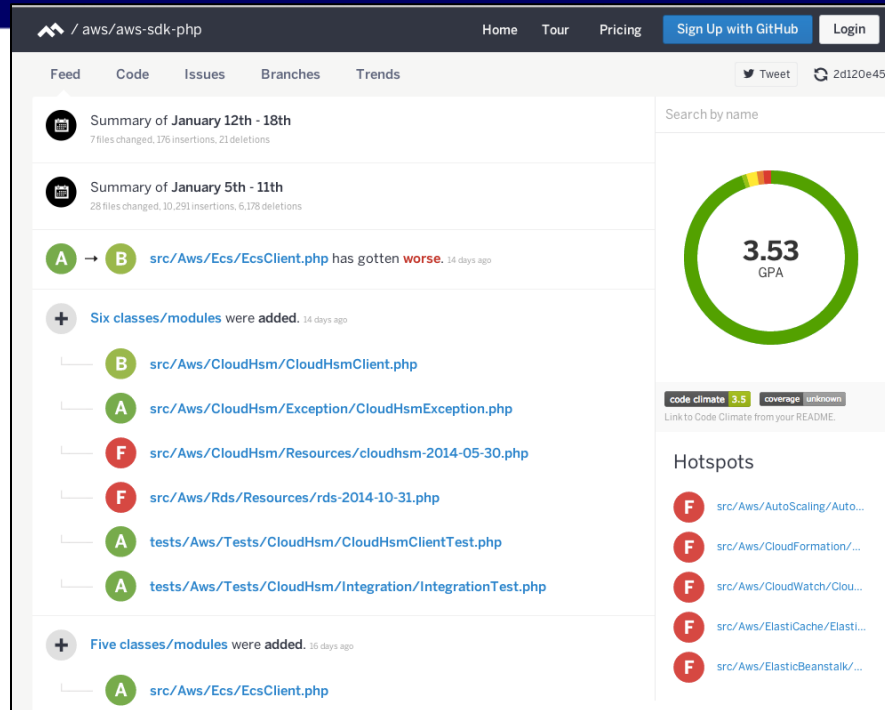 / aws/aws-sdk-php
Home Tour Pricing Sign Up with GitHub Login
Feed Code Issues Branches Trends
Tweet 2d120e45
Summary of January 12th - 18th
7 files changed, 176 insertions, 21 deletions
Summary of January 5th - 11th
28 files changed, 10,291 insertions, 6,178 deletions
A → B src/Aws/Ecs/EcsClient.php has gotten worse. 14 days ago
+ Six classes/modules were added. 14 days ago
B src/Aws/CloudHsm/CloudHsmClient.php
A src/Aws/CloudHsm/Exception/CloudHsmException.php
F src/Aws/CloudHsm/Resources/cloudhsm-2014-05-30.php
F src/Aws/Rds/Resources/rds-2014-10-31.php
A tests/Aws/Tests/CloudHsm/CloudHsmClientTest.php
A tests/Aws/Tests/CloudHsm/Integration/IntegrationTest.php
+ Five classes/modules were added. 16 days ago
A src/Aws/Ecs/EcsClient.php
Search by name
3.53
GPA
code climate 3.5 coverage unknown
Link to Code Climate from your README.
Hotspots
F src/Aws/AutoScaling/Auto...
F src/Aws/CloudFormation/...
F src/Aws/CloudWatch/Clou...
F src/Aws/ElastiCache/Elasti...
F src/Aws/ElasticBeanstalk/...